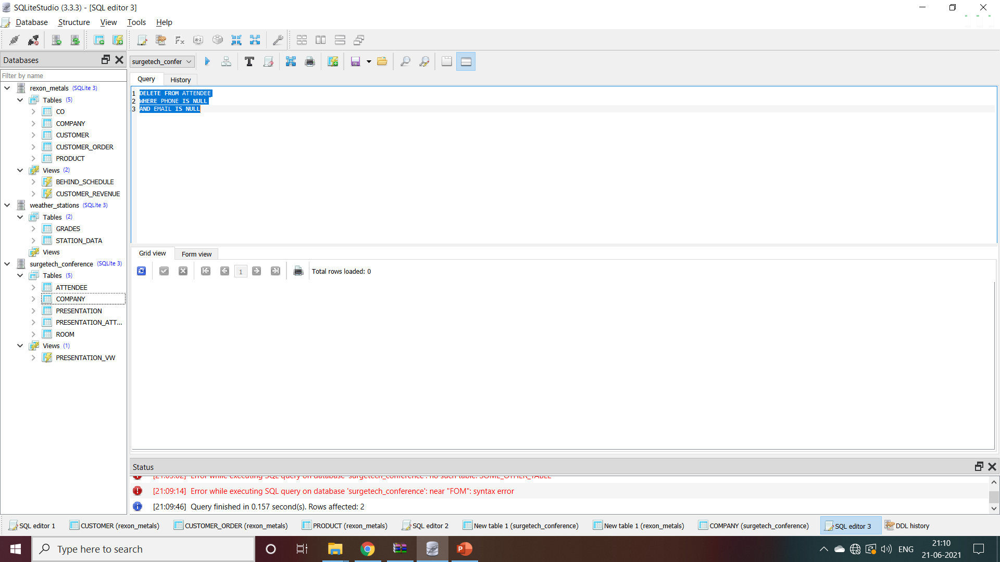 SQLiteStudio (3.3.3) - [SQL editor 3]
Database Structure View Tools Help
Databases
surgetech_confer
Filter by name
Query History
rexon_metals (SQLite 3)
Tables (5)
CO
COMPANY
CUSTOMER
CUSTOMER_ORDER
PRODUCT
Views (2)
BEHIND_SCHEDULE
CUSTOMER_REVENUE
weather_stations (SQLite 3)
Tables (2)
GRADES
STATION_DATA
Views
surgetech_conference (SQLite 3)
Tables (5)
ATTENDEE
COMPANY
PRESENTATION
PRESENTATION_ATT...
ROOM
Views (1)
PRESENTATION_VW
1 DELETE FROM ATTENDEE
2 WHERE PHONE IS NULL
3 AND EMAIL IS NULL
Grid view Form view
1 Total rows loaded: 0
Status
[21:05:02] Error while executing SQL query on database 'surgetech_conference': no such table: SOME_OTHER_TABLE
[21:09:14] Error while executing SQL query on database 'surgetech_conference': near "FOM": syntax error
[21:09:46] Query finished in 0.157 second(s). Rows affected: 2
SQL editor 1 CUSTOMER (rexon_metals) CUSTOMER_ORDER (rexon_metals) PRODUCT (rexon_metals) SQL editor 2 New table 1 (surgetech_conference) New table 1 (rexon_metals) COMPANY (surgetech_conference) SQL editor 3 DDL history
Type here to search
ENG
21:10
21-06-2021